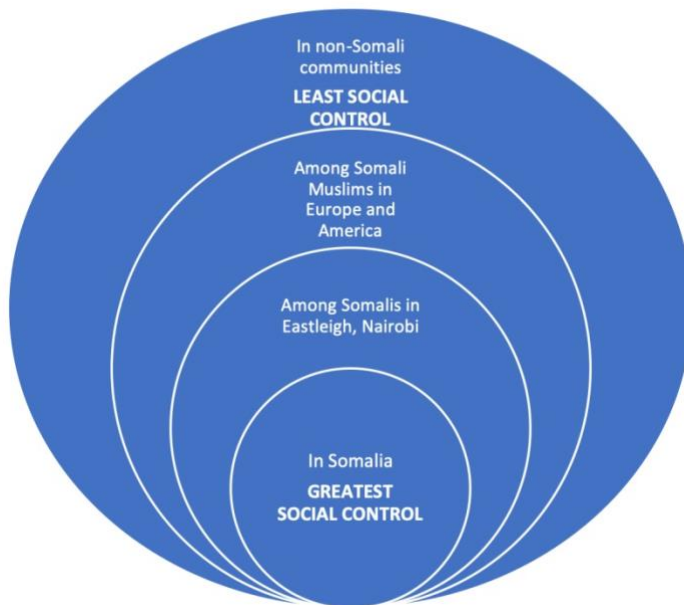 In non-Somali
communities
LEAST SOCIAL
CONTROL
Among Somali
Muslims in
Europe and
America
Among Somalis in
Eastleigh, Nairobi
In Somalia
GREATEST
SOCIAL CONTROL